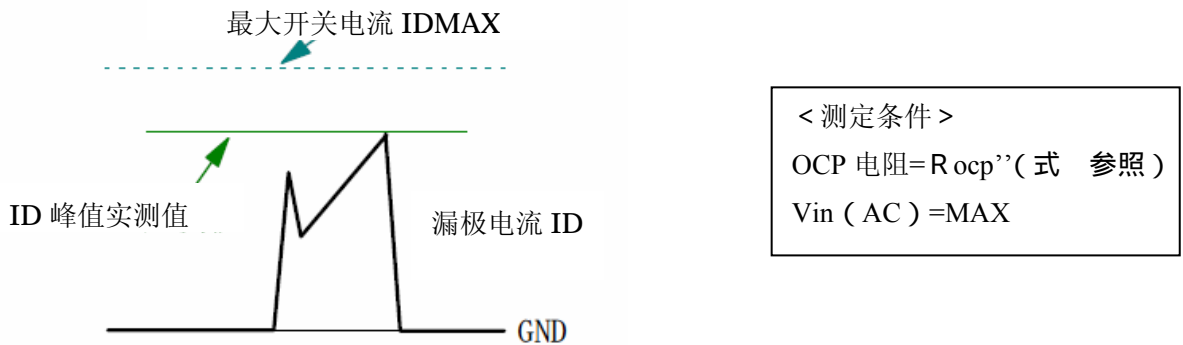 最大开关电流 IDMAX
ID 峰值实测值
漏极电流 ID
GND
<测定条件>
OCP 电阻=R ocp’’(式 参照)
Vin(AC)=MAX